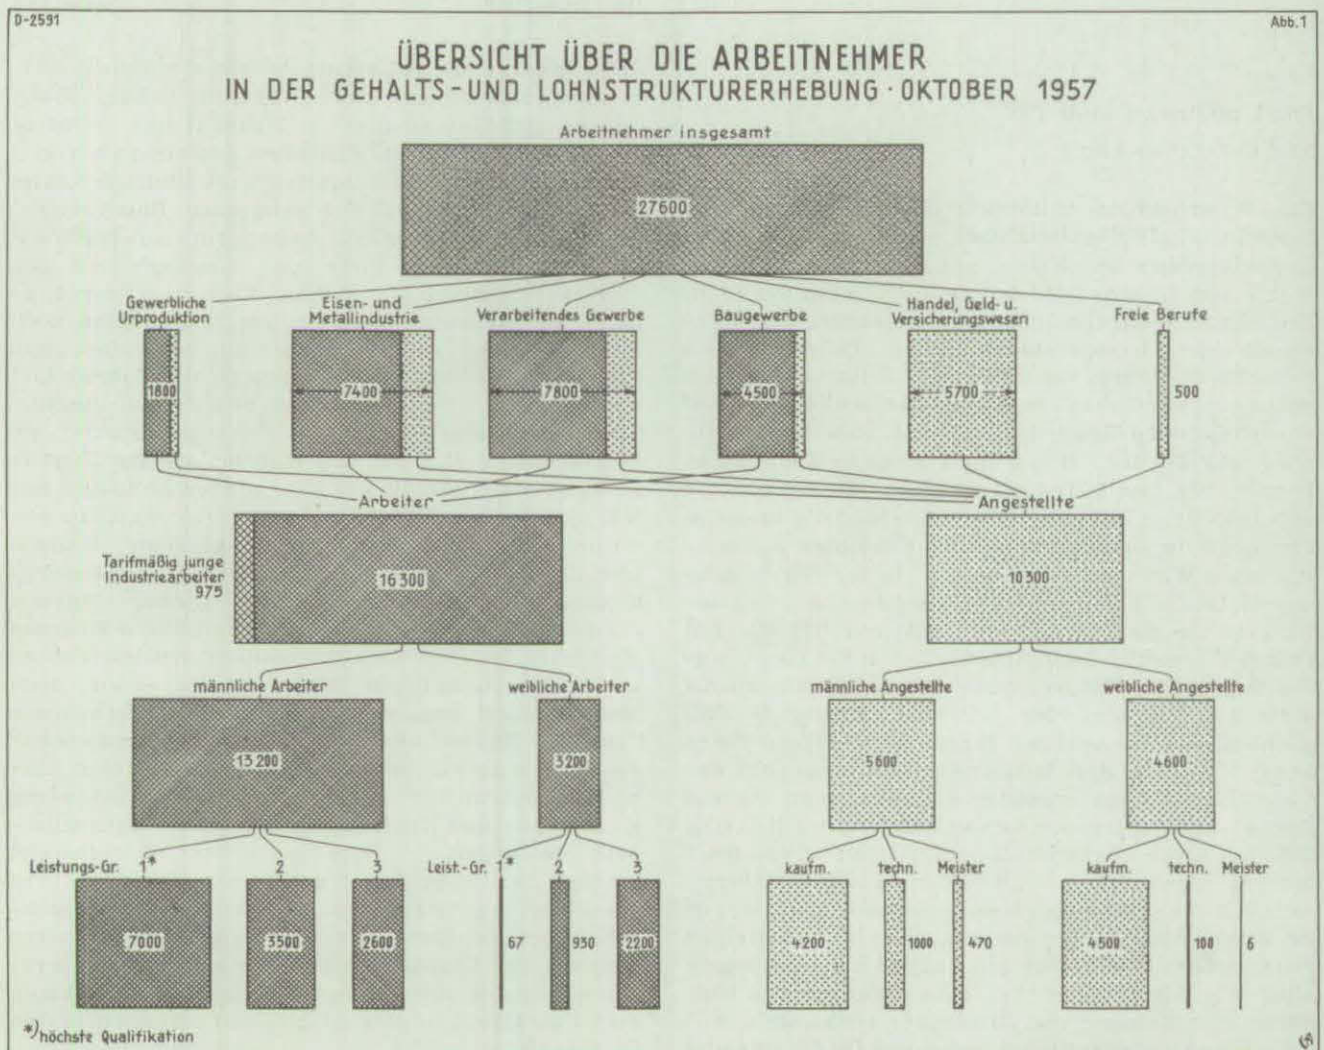 D-2591
Abb.1
ÜBERSICHT ÜBER DIE ARBEITNEHMER
IN DER GEHALTS-UND LOHNSTRUKTURERHEBUNG·OKTOBER 1957
Arbeitnehmer insgesamt
27600
Gewerbliche
Urproduktion
Eisen- und
Metallindustrie
Verarbeitendes Gewerbe
Baugewerbe
Handel, Geld- u.
Versicherungswesen
Freie Berufe
1800
7400
7800
4500
5700
500
Arbeiter
Angestellte
Tarifmäßig junge
Industriearbeiter
975
16300
10300
männliche Arbeiter
weibliche Arbeiter
männliche Angestellte
weibliche Angestellte
13200
3200
5600
4600
Leistungs-Gr. 1*) 2 3
Leist.-Gr. 1*) 2 3
kaufm. techn. Meister
kaufm. techn. Meister
7000
3500
2600
67
930
2200
4200
1000
470
4500
100
6
*) höchste Qualifikation